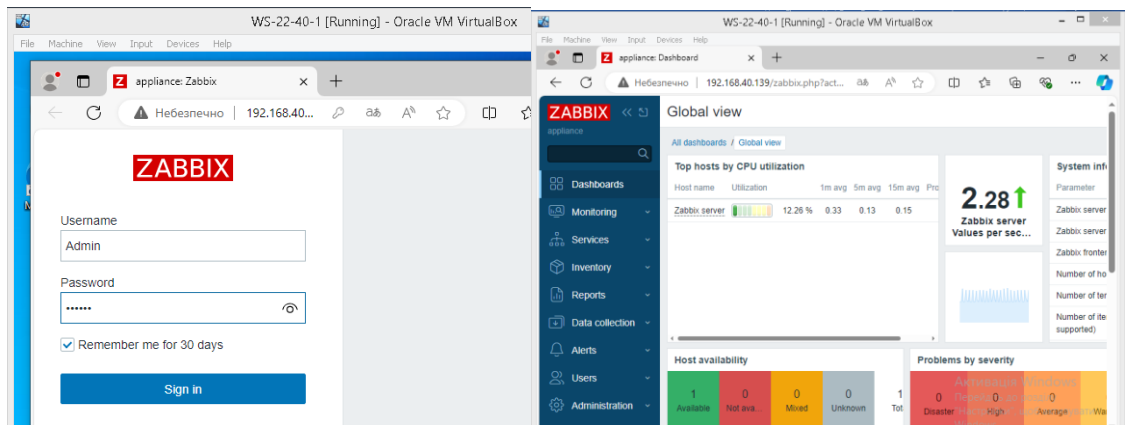 WS-22-40-1 [Running] - Oracle VM VirtualBox
File Machine View Input Devices Help
appliance: Zabbix
Небезпечно 192.168.40...
ZABBIX
Username
Admin
Password
••••••
Remember me for 30 days
Sign in
WS-22-40-1 [Running] - Oracle VM VirtualBox
File Machine View Input Devices Help
appliance: Dashboard
Небезпечно 192.168.40.139/zabbix.php?act...
ZABBIX
appliance
Dashboards
Monitoring
Services
Inventory
Reports
Data collection
Alerts
Users
Administration
Global view
All dashboards / Global view
Top hosts by CPU utilization
Host name Utilization 1m avg 5m avg 15m avg Pro
Zabbix server 12.26 % 0.33 0.13 0.15
2.28
Zabbix server
Values per sec...
System info
Parameter
Zabbix server
Zabbix server
Zabbix fronter
Number of ho
Number of ter
Number of ite
supported)
Host availability
1 0 0 0 1
Available Not ava... Mixed Unknown Tot
Problems by severity
0 0 0
Disaster High Average Wa
Активація Windows